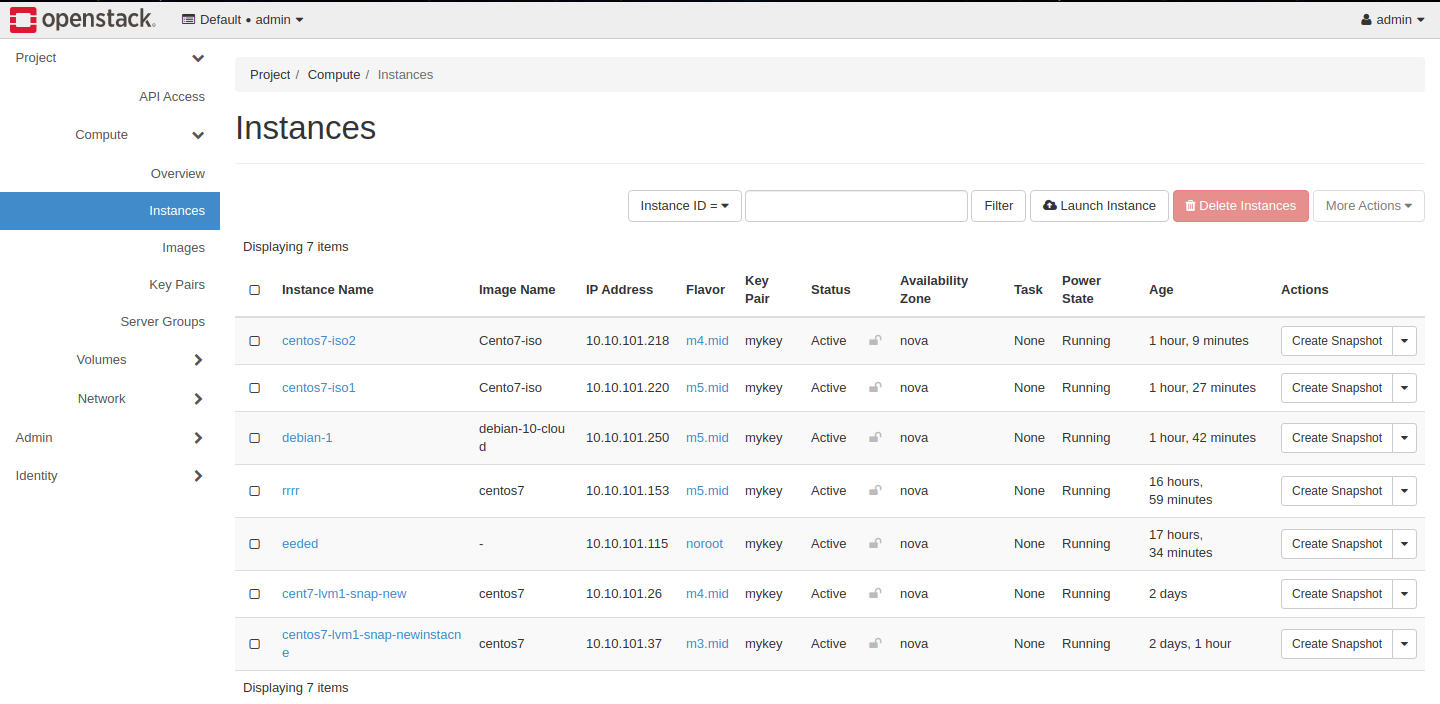 openstack. Default • admin admin
Project
API Access
Compute
Overview
Instances
Images
Key Pairs
Server Groups
Volumes
Network
Admin
Identity
Project / Compute / Instances
Instances
Instance ID = Filter Launch Instance Delete Instances More Actions
Displaying 7 items
Instance Name Image Name IP Address Flavor Key Pair Status Availability Zone Task Power State Age Actions
centos7-iso2 Cento7-iso 10.10.101.218 m4.mid mykey Active nova None Running 1 hour, 9 minutes Create Snapshot
centos7-iso1 Cento7-iso 10.10.101.220 m5.mid mykey Active nova None Running 1 hour, 27 minutes Create Snapshot
debian-1 debian-10-cloud 10.10.101.250 m5.mid mykey Active nova None Running 1 hour, 42 minutes Create Snapshot
rrrr centos7 10.10.101.153 m5.mid mykey Active nova None Running 16 hours, 59 minutes Create Snapshot
eeded - 10.10.101.115 noroot mykey Active nova None Running 17 hours, 34 minutes Create Snapshot
cent7-lvm1-snap-new centos7 10.10.101.26 m4.mid mykey Active nova None Running 2 days Create Snapshot
centos7-lvm1-snap-newinstacne centos7 10.10.101.37 m3.mid mykey Active nova None Running 2 days, 1 hour Create Snapshot
Displaying 7 items